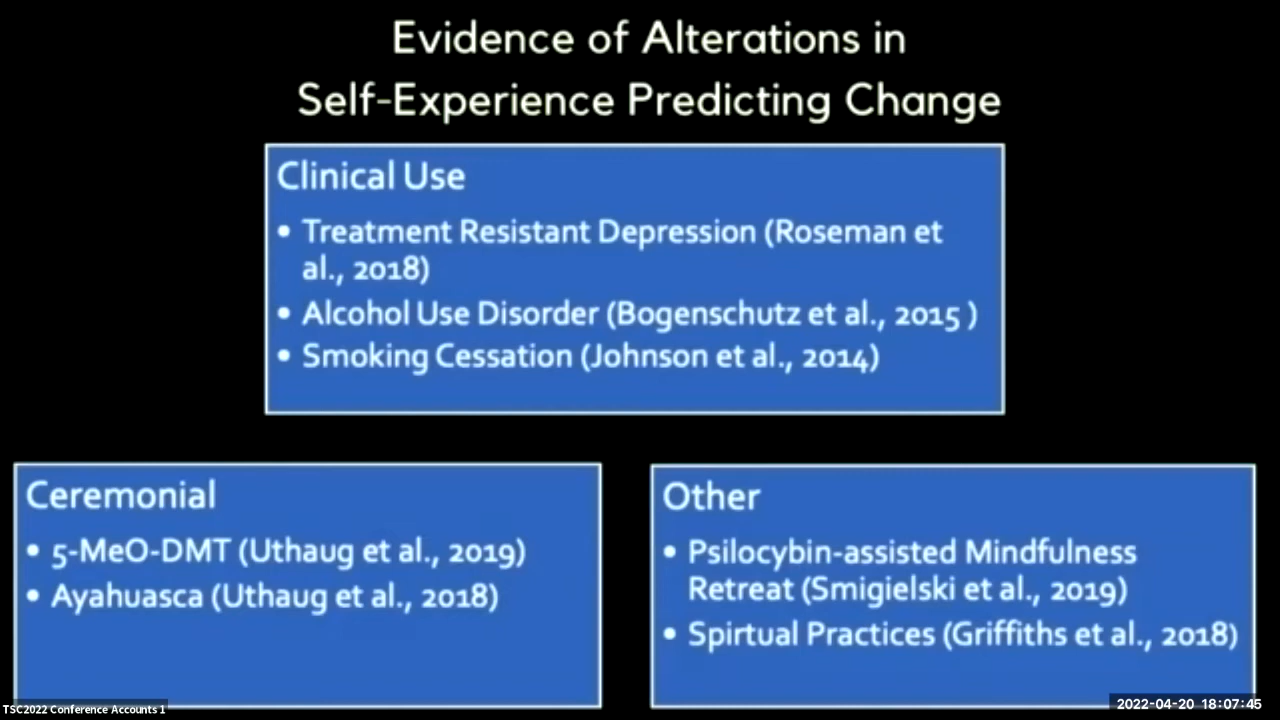 Evidence of Alterations in
Self-Experience Predicting Change
Clinical Use
• Treatment Resistant Depression (Roseman et
al., 2018)
• Alcohol Use Disorder (Bogenschutz et al., 2015 )
• Smoking Cessation (Johnson et al., 2014)
Ceremonial
• 5-MeO-DMT (Uthaug et al., 2019)
• Ayahuasca (Uthaug et al., 2018)
Other
• Psilocybin-assisted Mindfulness
Retreat (Smigielski et al., 2019)
• Spirtual Practices (Griffiths et al., 2018)
TSC2022 Conference Accounts 1
2022-04-20 18:07:45